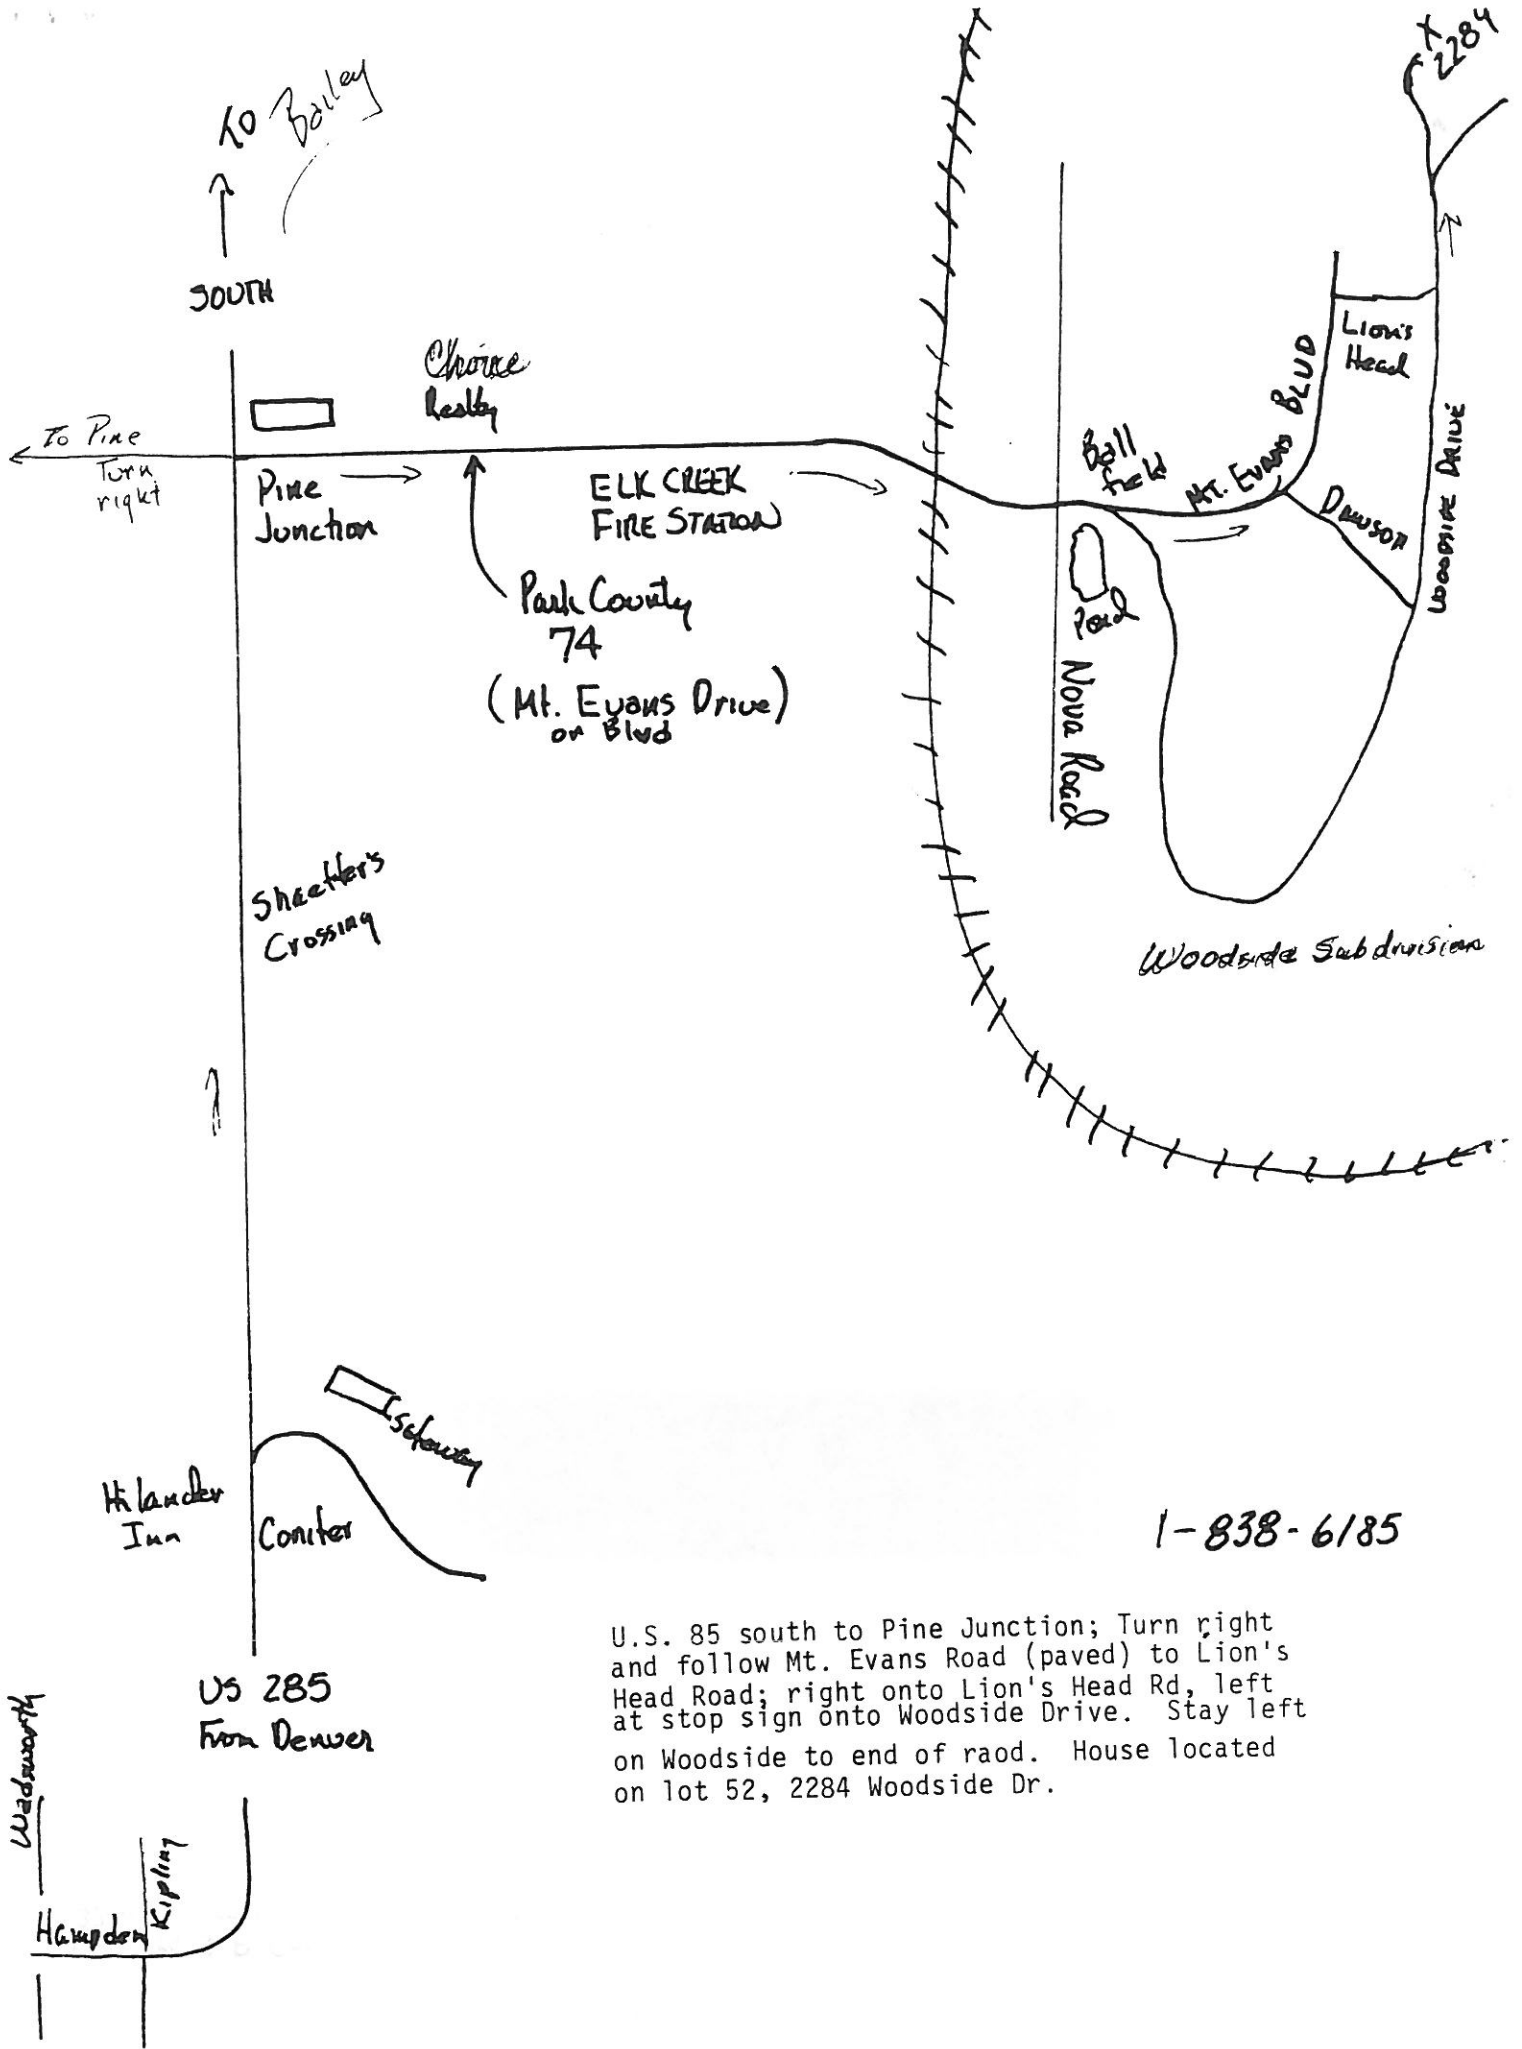 X
2284
to Bailey
SOUTH
Lion's
Head
Choice
Realty
Mt. Evans BLVD
To Pine
Turn
right
Pine
Junction
ELK CREEK
FIRE STATION
Ball
field
Dawson
WOODSIDE DRIVE
Park County
74
(Mt. Evans Drive)
or Blvd
Pond
Nova Road
Shaffer's
Crossing
Woodside Subdivision
Safeway
Hilander
Inn
Conifer
1-838-6185
U.S. 85 south to Pine Junction; Turn right
and follow Mt. Evans Road (paved) to Lion's
Head Road; right onto Lion's Head Rd, left
at stop sign onto Woodside Drive. Stay left
on Woodside to end of raod. House located
on lot 52, 2284 Woodside Dr.
US 285
From Denver
Wadsworth
Kipling
Hampden